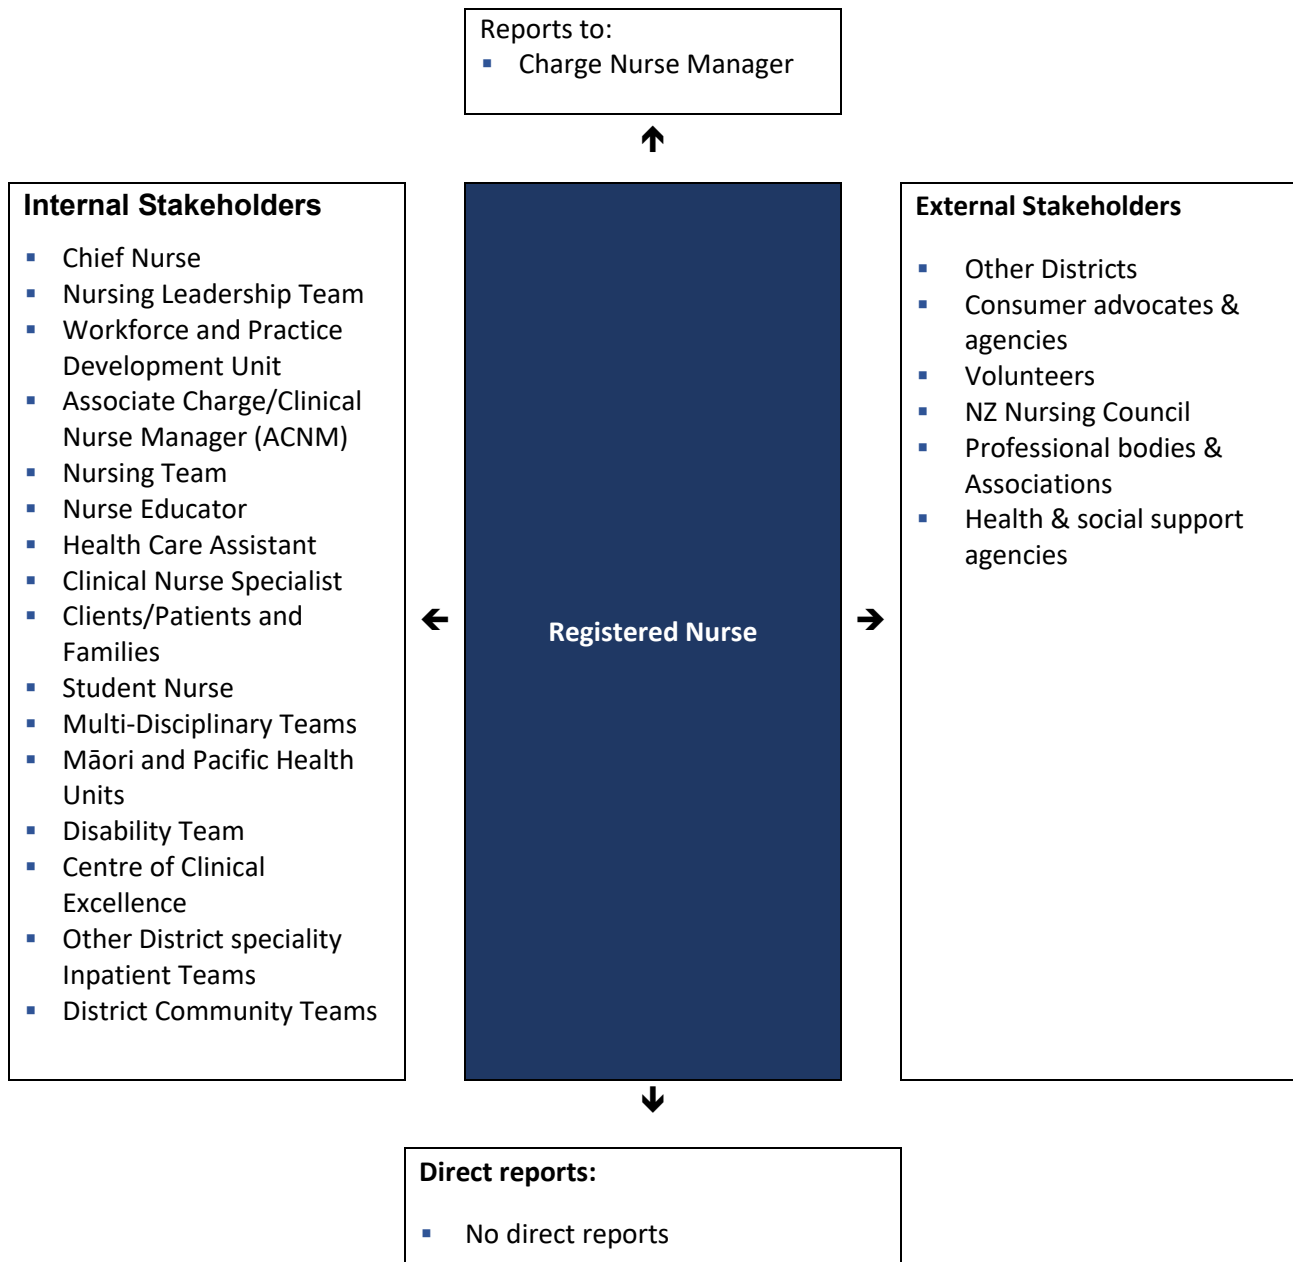 Reports to:
▪ Charge Nurse Manager
Internal Stakeholders
▪ Chief Nurse
▪ Nursing Leadership Team
▪ Workforce and Practice
Development Unit
▪ Associate Charge/Clinical
Nurse Manager (ACNM)
▪ Nursing Team
▪ Nurse Educator
▪ Health Care Assistant
▪ Clinical Nurse Specialist
▪ Clients/Patients and
Families
▪ Student Nurse
▪ Multi-Disciplinary Teams
▪ Māori and Pacific Health
Units
▪ Disability Team
▪ Centre of Clinical
Excellence
▪ Other District speciality
Inpatient Teams
▪ District Community Teams
Registered Nurse
External Stakeholders
▪ Other Districts
▪ Consumer advocates &
agencies
▪ Volunteers
▪ NZ Nursing Council
▪ Professional bodies &
Associations
▪ Health & social support
agencies
Direct reports:
▪ No direct reports